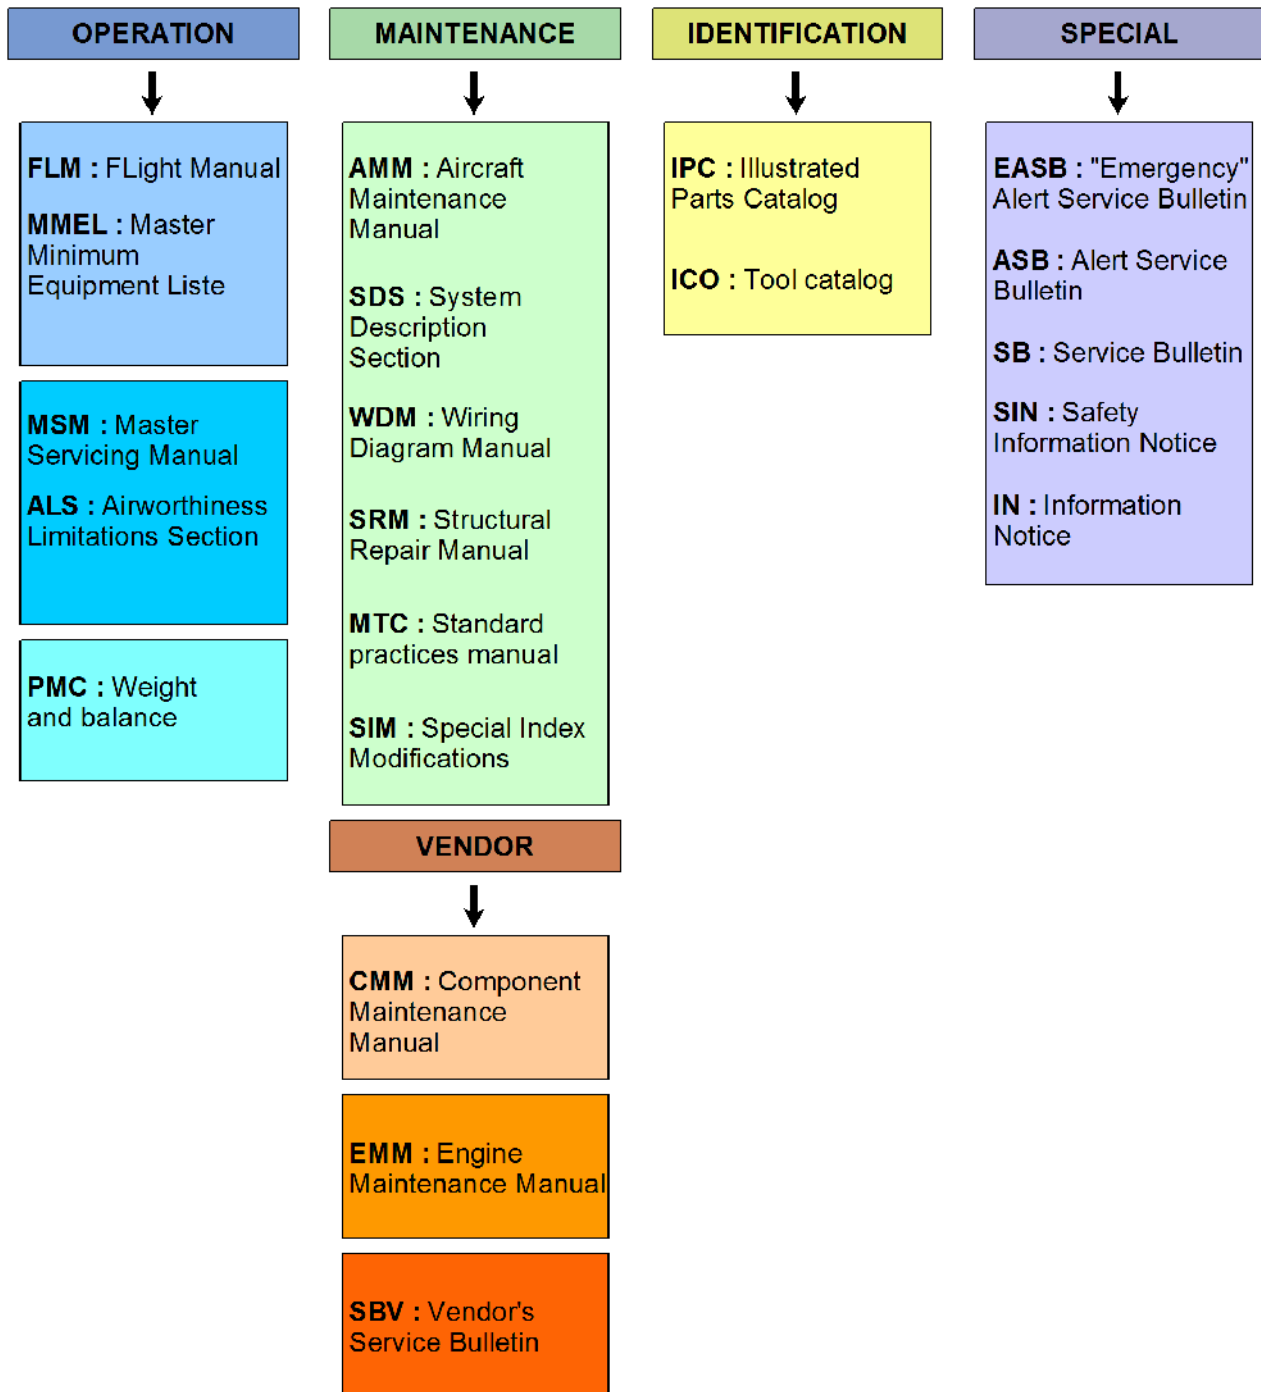 OPERATION
FLM : FLight Manual
MMEL : Master
Minimum
Equipment Liste
MSM : Master
Servicing Manual
ALS : Airworthiness
Limitations Section
PMC : Weight
and balance
MAINTENANCE
AMM : Aircraft
Maintenance
Manual
SDS : System
Description
Section
WDM : Wiring
Diagram Manual
SRM : Structural
Repair Manual
MTC : Standard
practices manual
SIM : Special Index
Modifications
VENDOR
CMM : Component
Maintenance
Manual
EMM : Engine
Maintenance Manual
SBV : Vendor's
Service Bulletin
IDENTIFICATION
IPC : Illustrated
Parts Catalog
ICO : Tool catalog
SPECIAL
EASB : "Emergency"
Alert Service Bulletin
ASB : Alert Service
Bulletin
SB : Service Bulletin
SIN : Safety
Information Notice
IN : Information
Notice